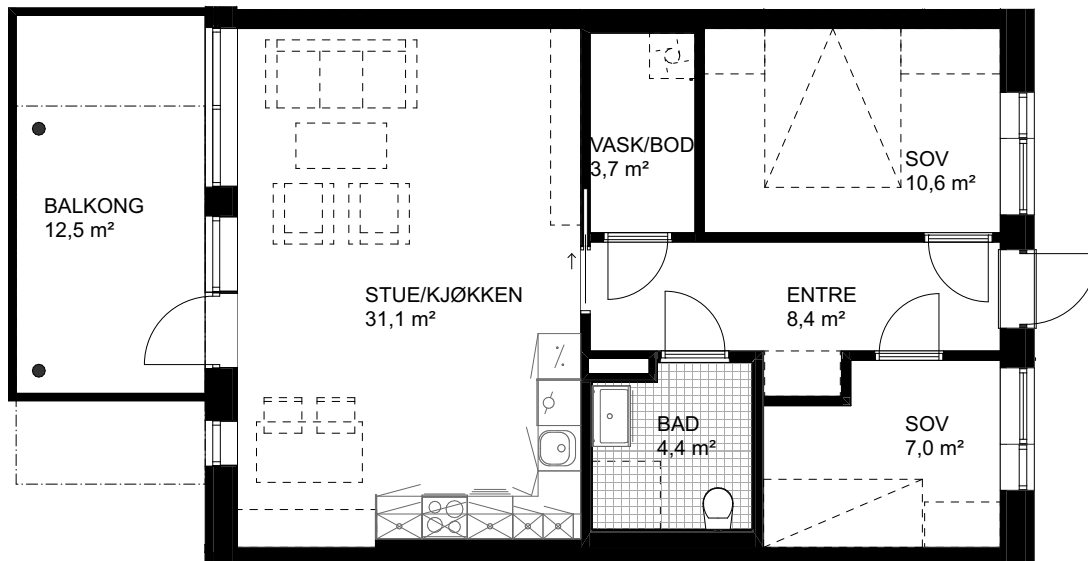 VASK/BOD
3,7 m²
SOV
10,6 m²
BALKONG
12,5 m²
STUE/KJØKKEN
31,1 m²
ENTRE
8,4 m²
BAD
4,4 m²
SOV
7,0 m²